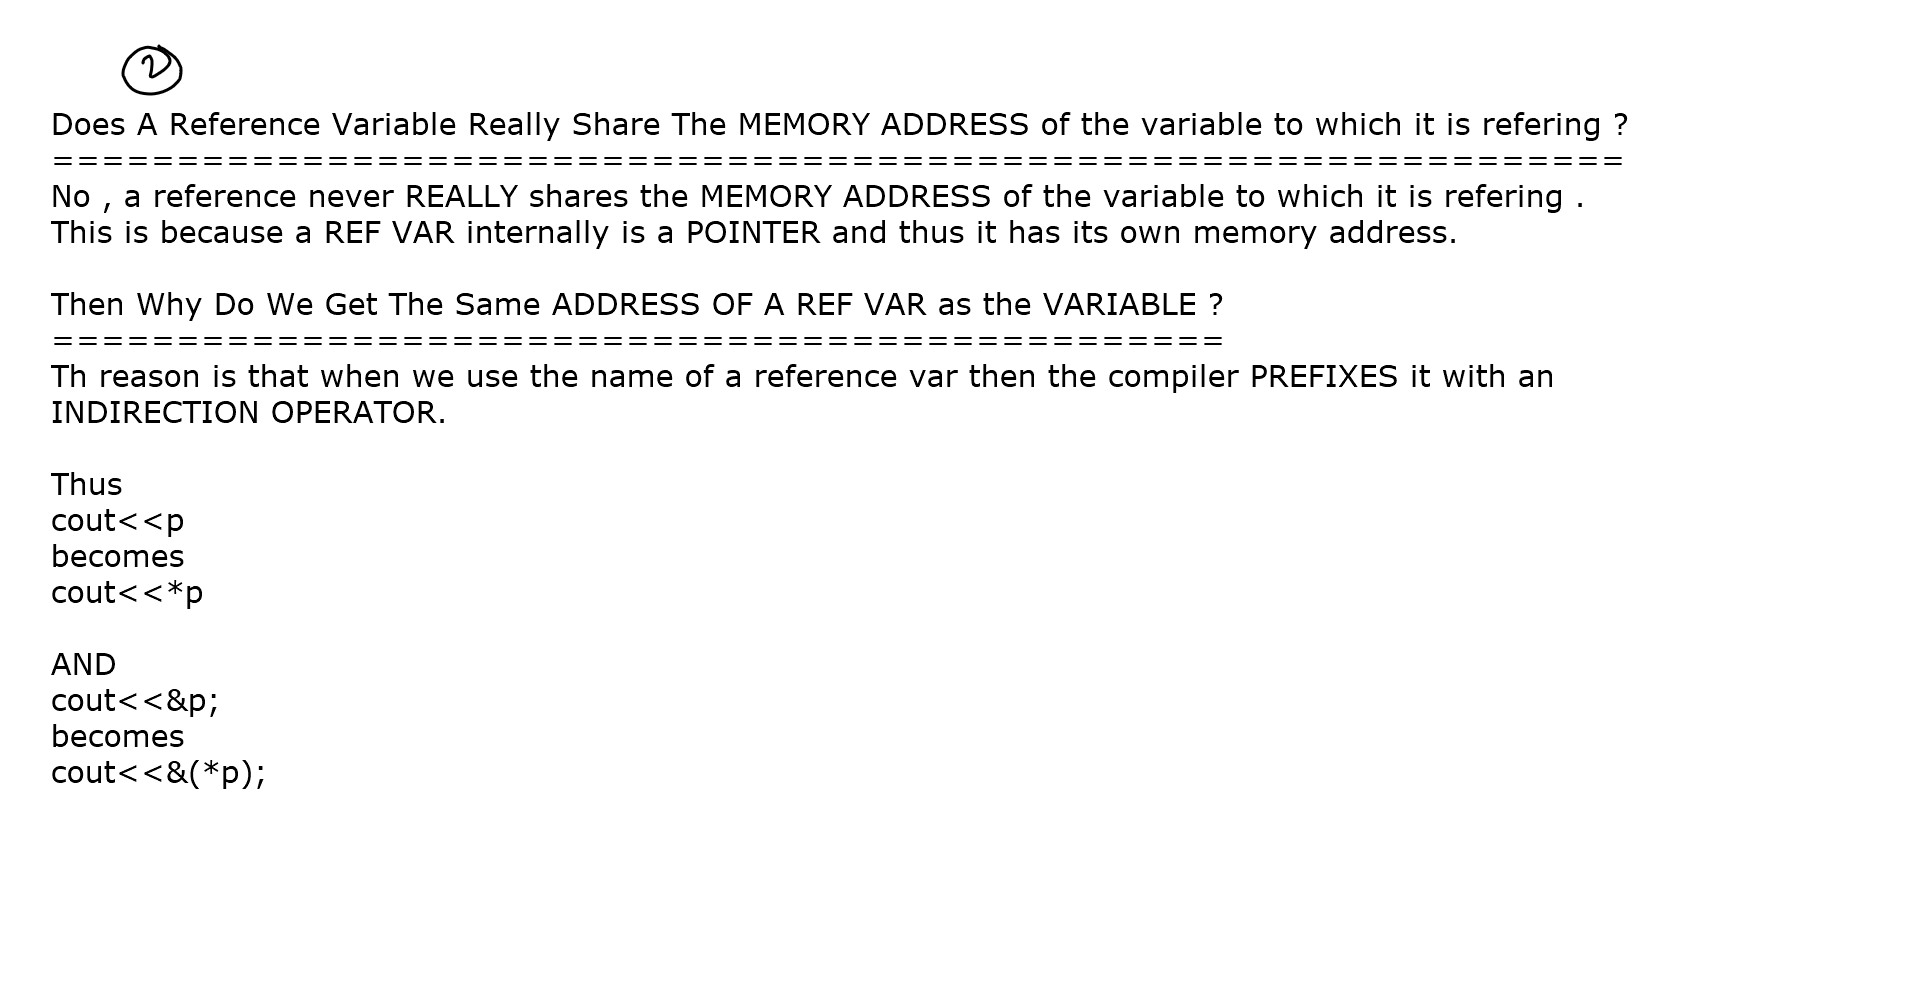 2
Does A Reference Variable Really Share The MEMORY ADDRESS of the variable to which it is refering ?
===============================================================
No , a reference never REALLY shares the MEMORY ADDRESS of the variable to which it is refering .
This is because a REF VAR internally is a POINTER and thus it has its own memory address.
Then Why Do We Get The Same ADDRESS OF A REF VAR as the VARIABLE ?
===============================================
Th reason is that when we use the name of a reference var then the compiler PREFIXES it with an
INDIRECTION OPERATOR.
Thus
cout<<p
becomes
cout<<*p
AND
cout<<&p;
becomes
cout<<&(*p);